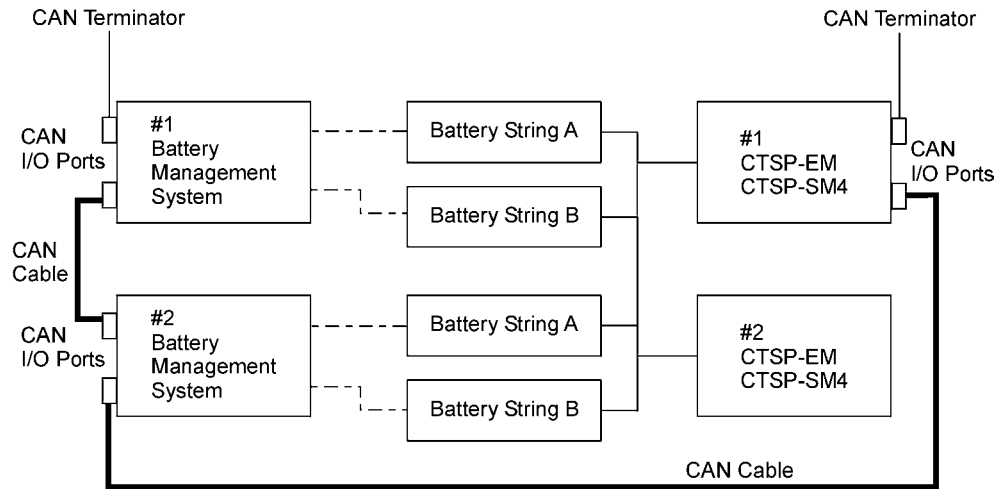 CAN Terminator
CAN Terminator
CAN
I/O Ports
#1
Battery
Management
System
Battery String A
Battery String B
#1
CTSP-EM
CTSP-SM4
CAN
I/O Ports
CAN
Cable
CAN
I/O Ports
#2
Battery
Management
System
Battery String A
Battery String B
#2
CTSP-EM
CTSP-SM4
CAN Cable